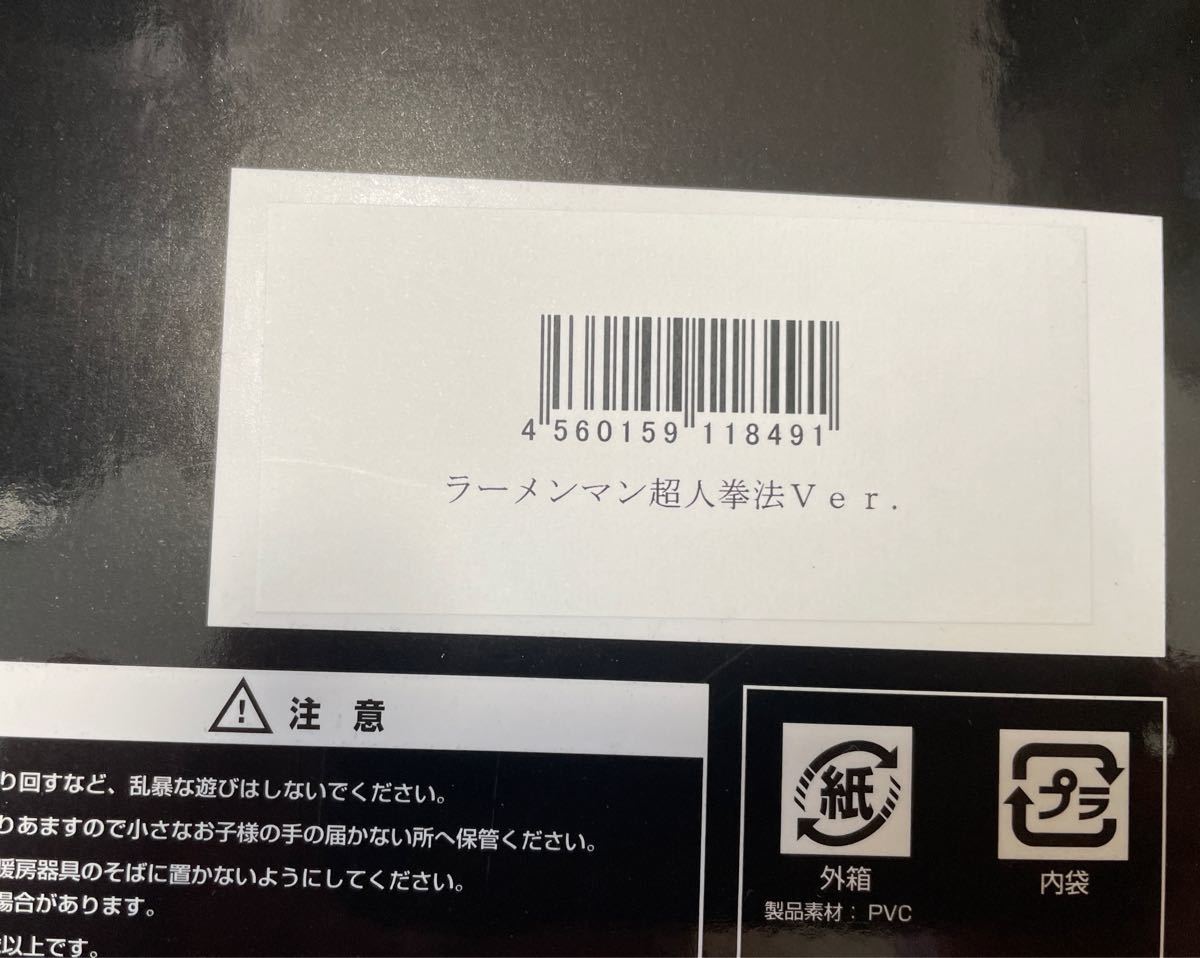 4 560159 118491
ラーメンマン超人拳法Ｖｅｒ．
注 意
り回すなど、乱暴な遊びはしないでください。
りあますので小さなお子様の手の届かない所へ保管ください。
暖房器具のそばに置かないようにしてください。
場合があります。
以上です。
紙
外箱
製品素材：PVC
プラ
内袋